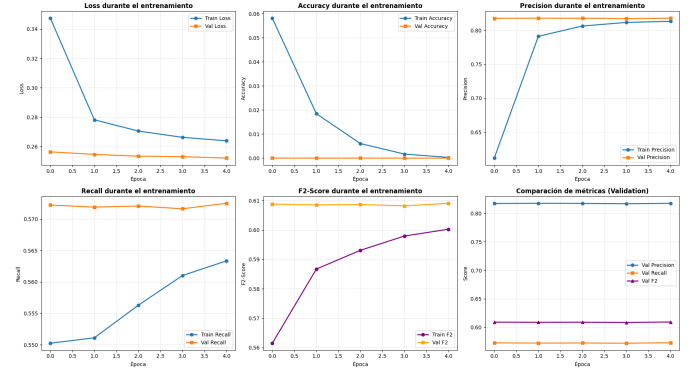 Loss durante el entrenamiento
Train Loss
Val Loss
0.34
0.32
0.30
0.28
0.26
Loss
0.0 0.5 1.0 1.5 2.0 2.5 3.0 3.5 4.0
Época
Accuracy durante el entrenamiento
Train Accuracy
Val Accuracy
0.06
0.05
0.04
0.03
0.02
0.01
0.00
Accuracy
0.0 0.5 1.0 1.5 2.0 2.5 3.0 3.5 4.0
Época
Precision durante el entrenamiento
0.80
0.75
0.70
0.65
Precision
Train Precision
Val Precision
0.0 0.5 1.0 1.5 2.0 2.5 3.0 3.5 4.0
Época
Recall durante el entrenamiento
0.570
0.565
0.560
0.555
0.550
Recall
Train Recall
Val Recall
0.0 0.5 1.0 1.5 2.0 2.5 3.0 3.5 4.0
Época
F2-Score durante el entrenamiento
0.61
0.60
0.59
0.58
0.57
0.56
F2-Score
Train F2
Val F2
0.0 0.5 1.0 1.5 2.0 2.5 3.0 3.5 4.0
Época
Comparación de métricas (Validation)
0.80
0.75
0.70
0.65
0.60
Score
Val Precision
Val Recall
Val F2
0.0 0.5 1.0 1.5 2.0 2.5 3.0 3.5 4.0
Época